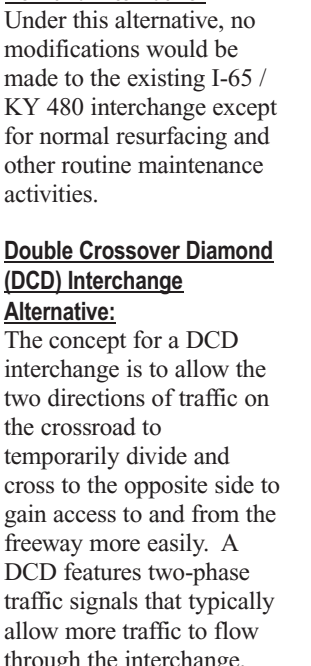 Under this alternative, no
modifications would be
made to the existing I-65 /
KY 480 interchange except
for normal resurfacing and
other routine maintenance
activities.
Double Crossover Diamond
(DCD) Interchange
Alternative:
The concept for a DCD
interchange is to allow the
two directions of traffic on
the crossroad to
temporarily divide and
cross to the opposite side to
gain access to and from the
freeway more easily.  A
DCD features two-phase
traffic signals that typically
allow more traffic to flow
through the interchange.